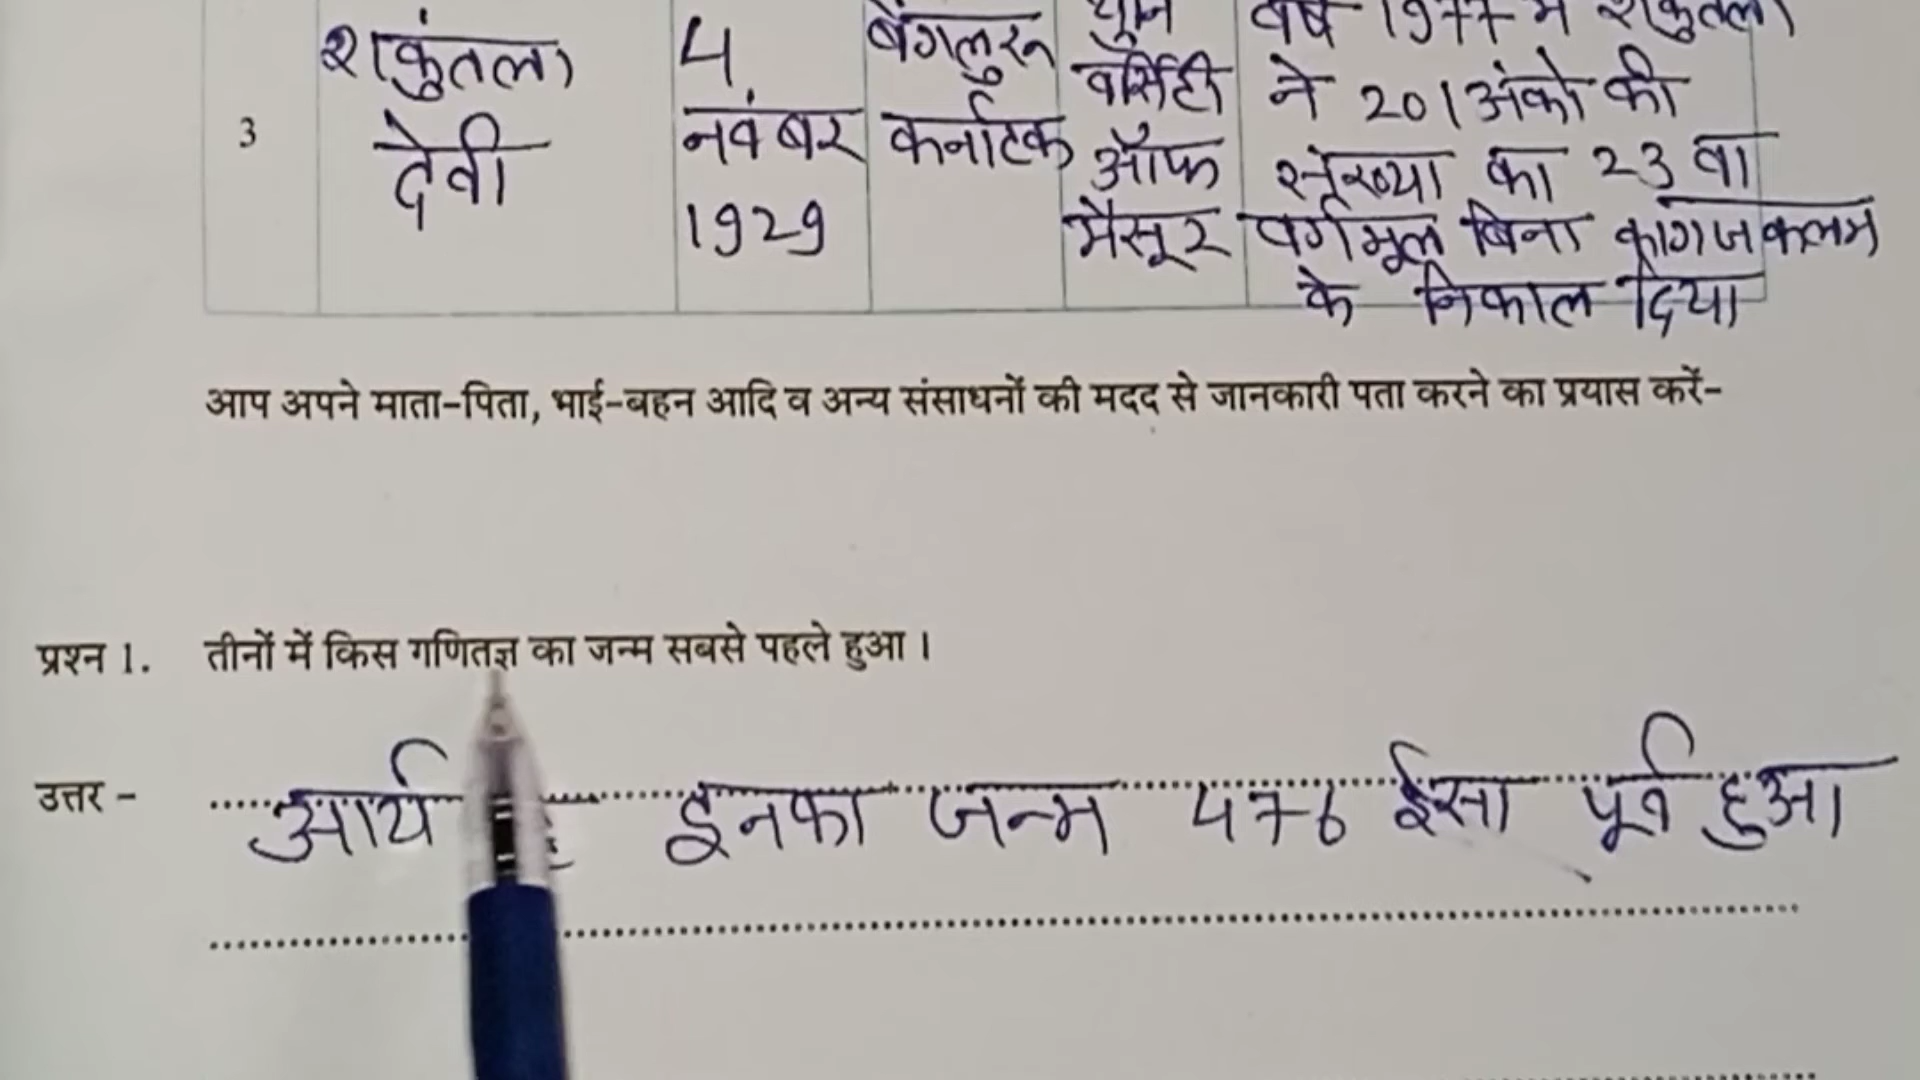 शकुंतला 4 बेंगलुरु वर्ष 1977 में शकुंतला
वर्सिटी ने 201 अंको की
3 देवी नवंबर कर्नाटक ऑफ संख्या का 23 वा
1929 मैसूर वर्गमूल बिना कागज कलम
के निकाल दिया
आप अपने माता-पिता, भाई-बहन आदि व अन्य संसाधनों की मदद से जानकारी पता करने का प्रयास करें-
प्रश्न 1. तीनों में किस गणितज्ञ का जन्म सबसे पहले हुआ ।
उत्तर - आर्य इनका जन्म 476 ईसा पूर्व हुआ